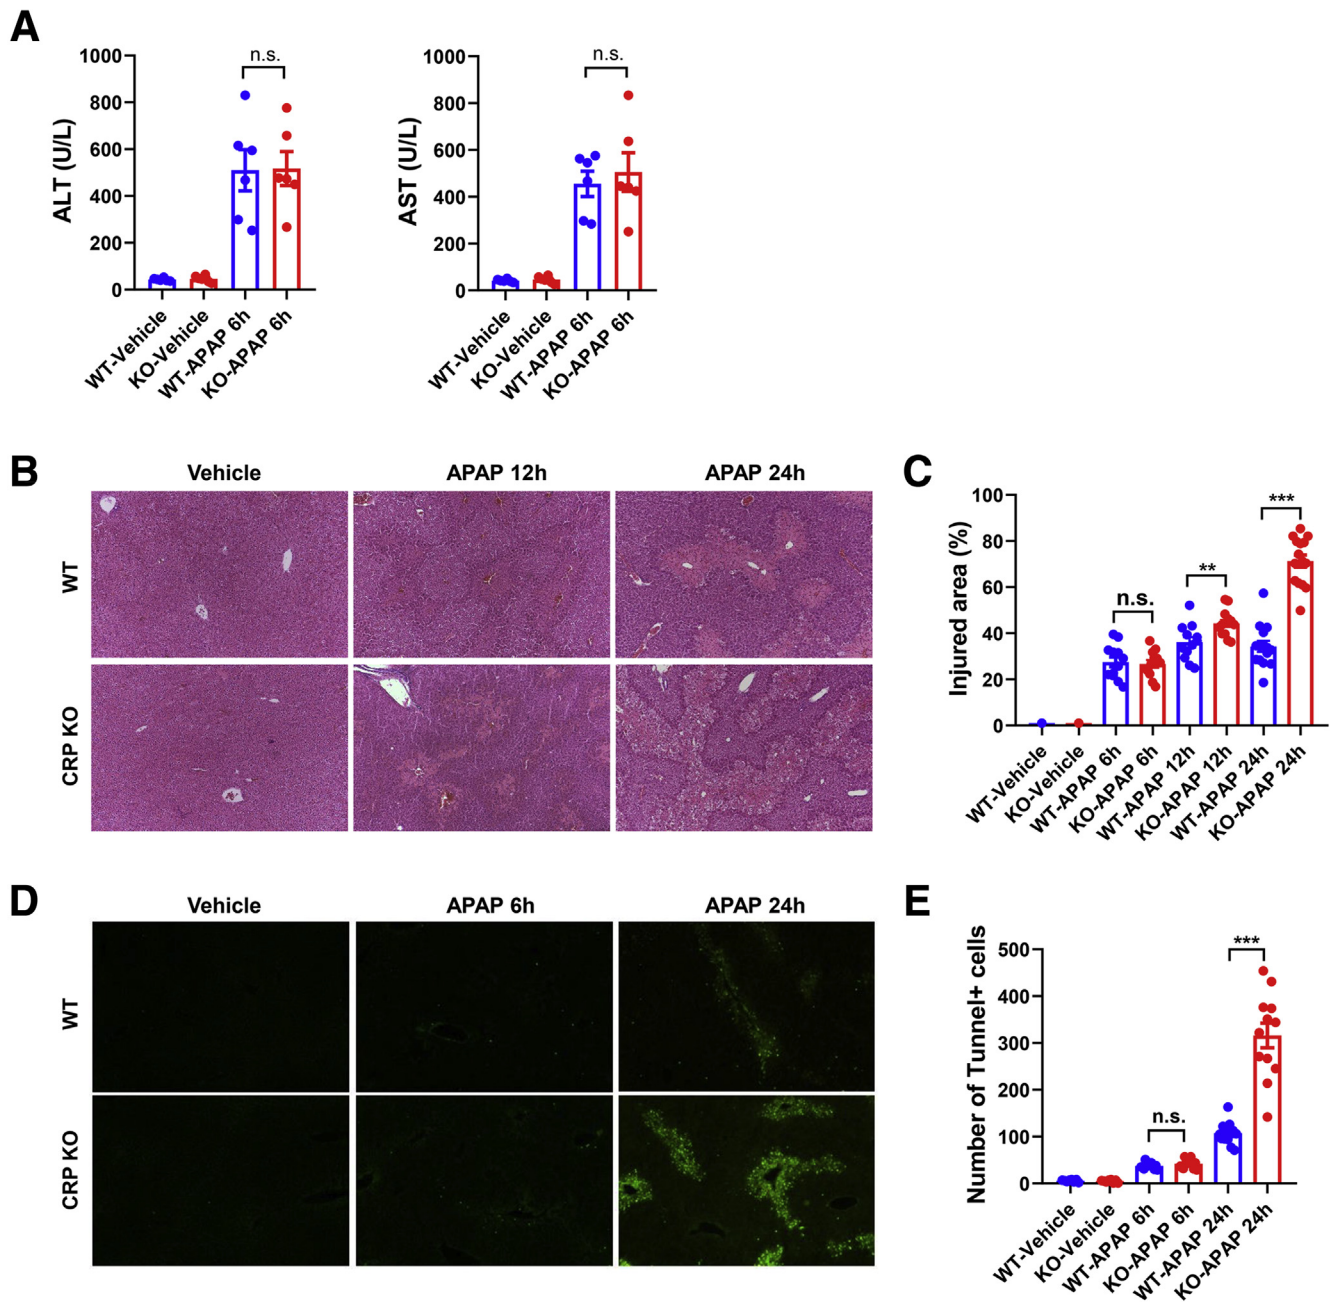 A
ALT (U/L)
1000
800
600
400
200
0
n.s.
WT-Vehicle
KO-Vehicle
WT-APAP 6h
KO-APAP 6h
AST (U/L)
1000
800
600
400
200
0
n.s.
WT-Vehicle
KO-Vehicle
WT-APAP 6h
KO-APAP 6h
B
Vehicle
APAP 12h
APAP 24h
WT
CRP KO
C
Injured area (%)
100
80
60
40
20
0
n.s.
**
***
WT-Vehicle
KO-Vehicle
WT-APAP 6h
KO-APAP 6h
WT-APAP 12h
KO-APAP 12h
WT-APAP 24h
KO-APAP 24h
D
Vehicle
APAP 6h
APAP 24h
WT
CRP KO
E
Number of Tunnel+ cells
500
400
300
200
100
0
n.s.
***
WT-Vehicle
KO-Vehicle
WT-APAP 6h
KO-APAP 6h
WT-APAP 24h
KO-APAP 24h